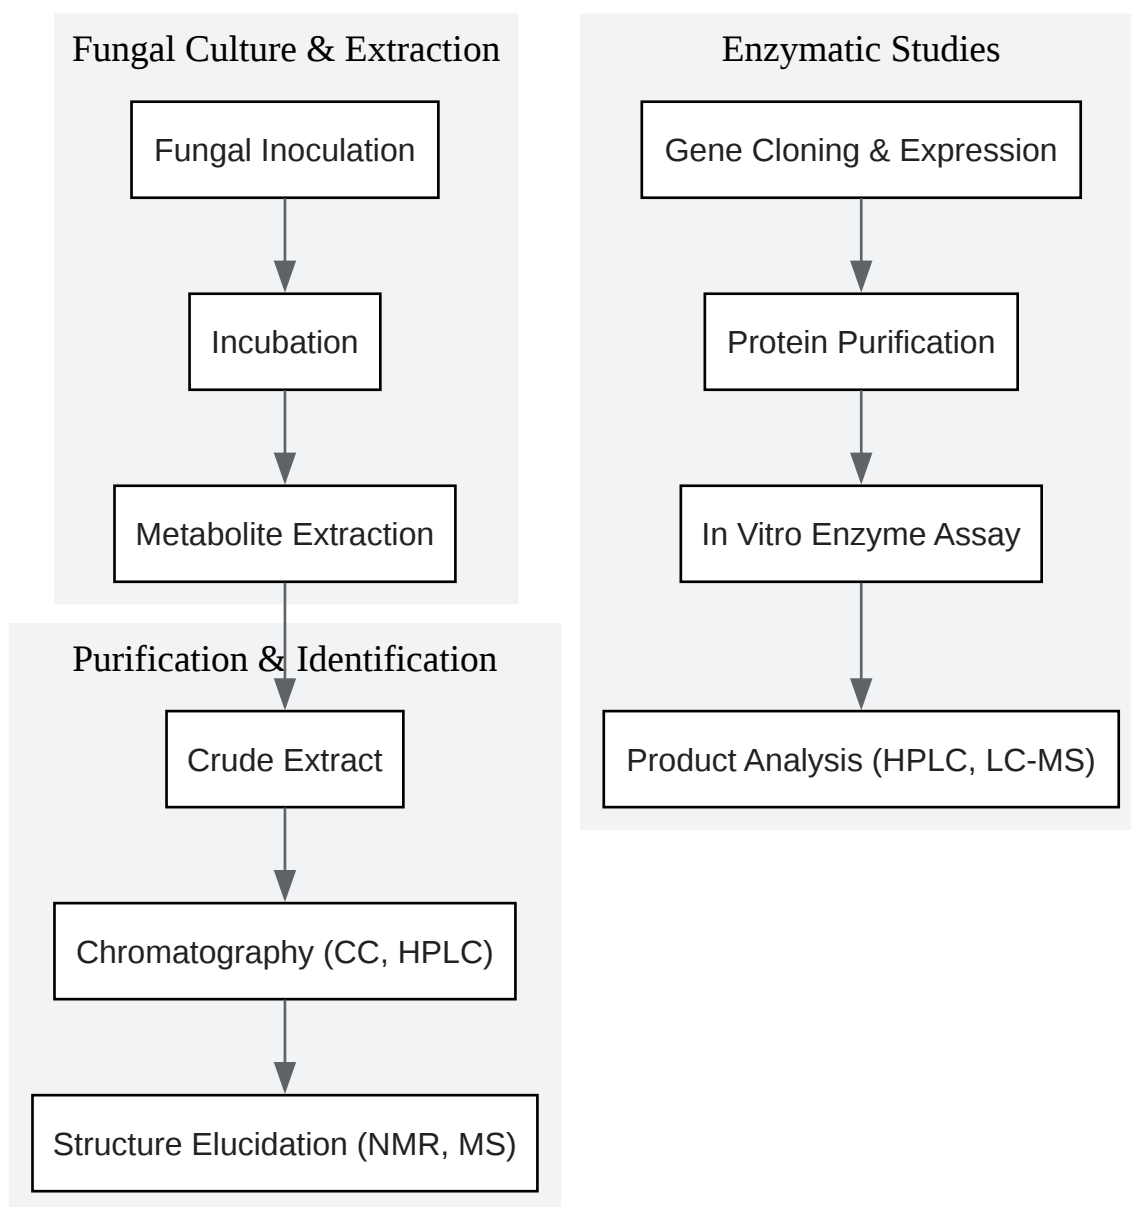 Fungal Culture & Extraction
Fungal Inoculation
Incubation
Metabolite Extraction
Purification & Identification
Crude Extract
Chromatography (CC, HPLC)
Structure Elucidation (NMR, MS)
Enzymatic Studies
Gene Cloning & Expression
Protein Purification
In Vitro Enzyme Assay
Product Analysis (HPLC, LC-MS)